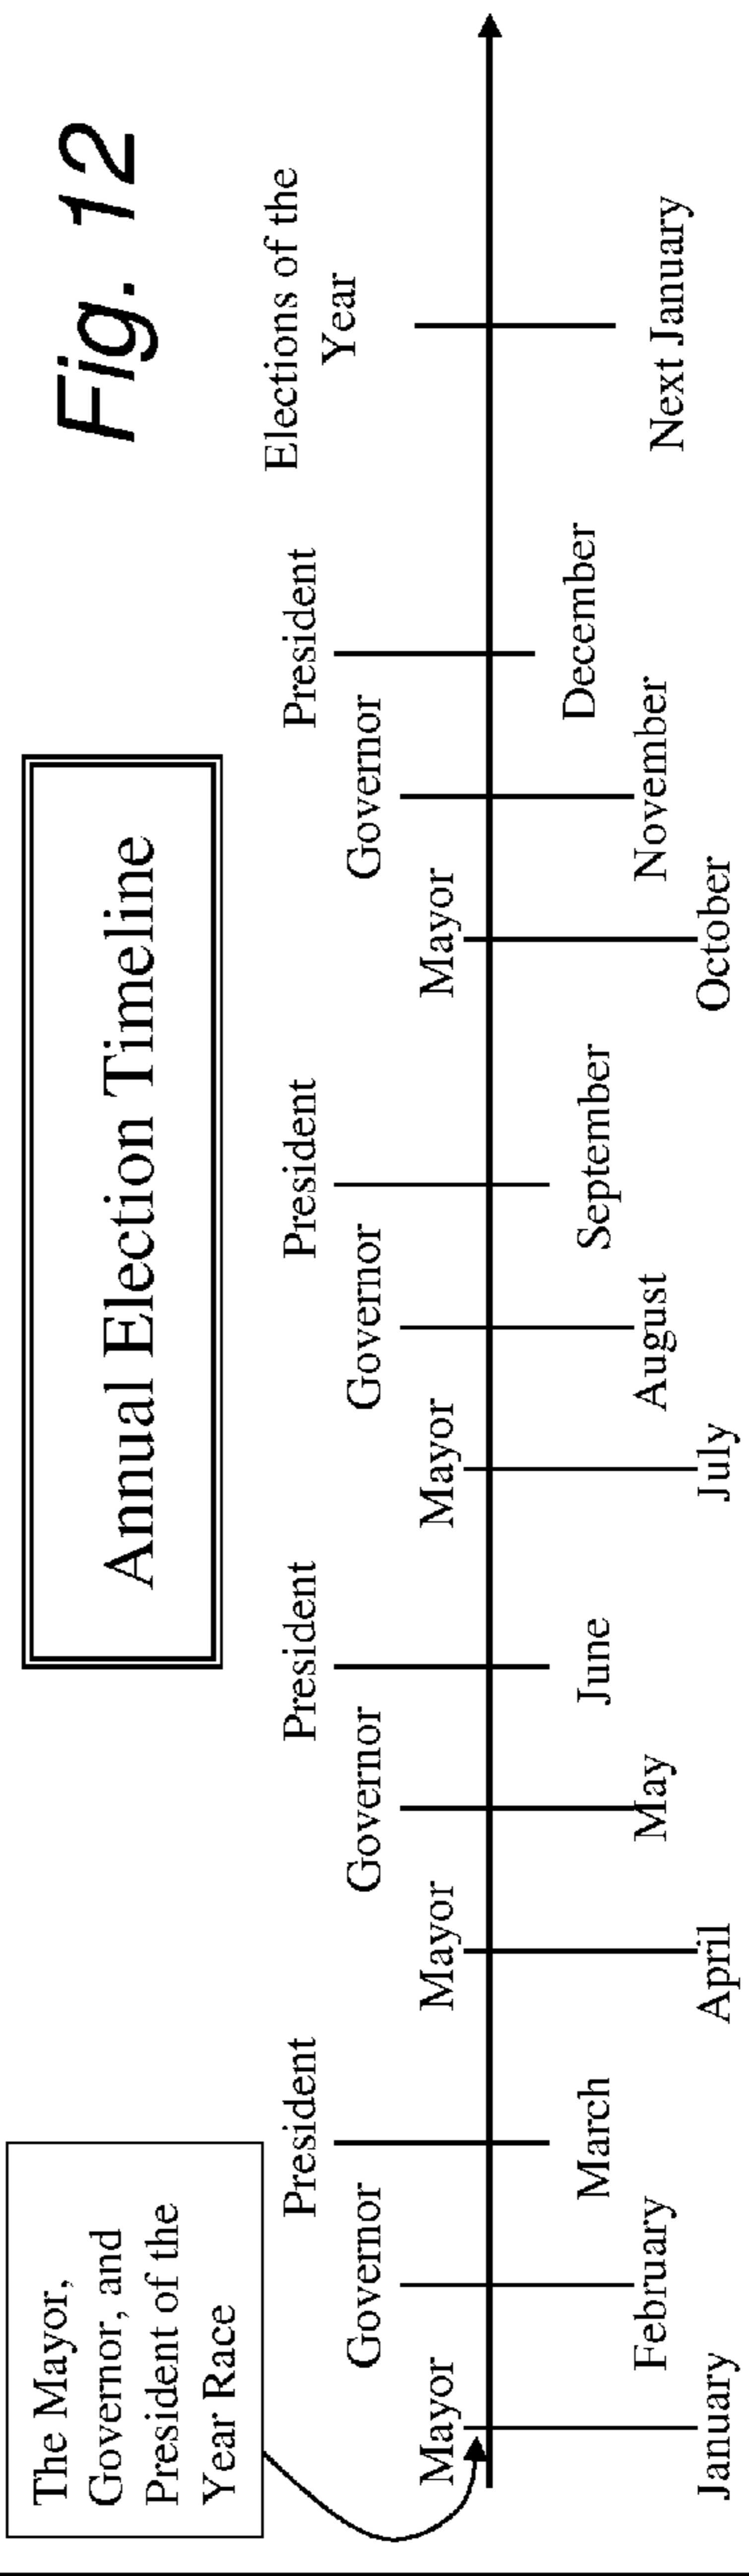 Fig. 12
Annual Election Timeline
The Mayor,
Governor, and
President of the
Year Race
Mayor
Governor
President
Mayor
Governor
President
Mayor
Governor
President
Mayor
Governor
President
Elections of the
Year
January
February
March
April
May
June
July
August
September
October
November
December
Next January